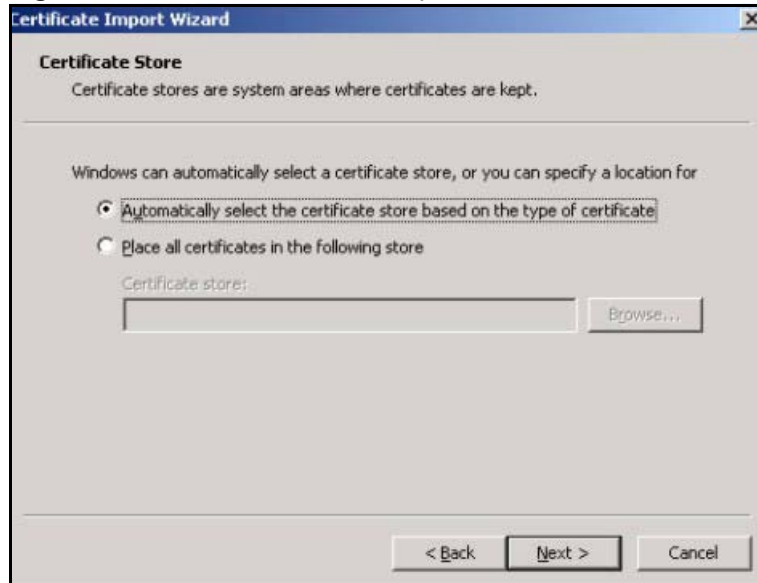 Certificate Import Wizard
Certificate Store
Certificate stores are system areas where certificates are kept.
Windows can automatically select a certificate store, or you can specify a location for
Automatically select the certificate store based on the type of certificate
Place all certificates in the following store
Certificate store:
Browse...
< Back
Next >
Cancel